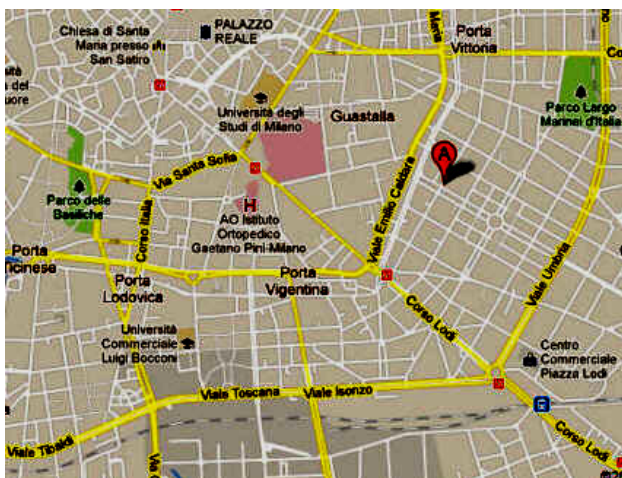 Chiesa di Santa
Maria presso
San Satiro
PALAZZO
REALE
Porta
Vittoria
Università degli
Studi di Milano
Guastalla
Parco Largo
Marinei d'Italia
A
Via Santa Sofia
Parco delle
Basiliche
Corso Italia
H
AO Istituto
Ortopedico
Gaetano Pini Milano
Viale Emilio Caldara
Viale Umbria
Porta
Porta
Lodovica
Porta
Vigentina
Corso Lodi
Università
Commerciale
Luigi Bocconi
Centro
Commerciale
Piazza Lodi
Viale Toscana
Viale Isonzo
Viale Tibaldi
Corso Lodi